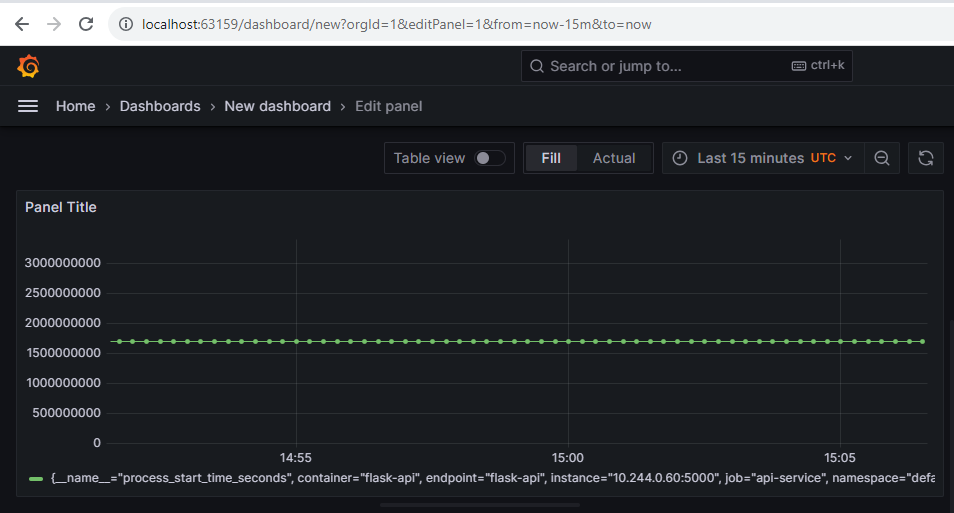 localhost:63159/dashboard/new?orgId=1&editPanel=1&from=now-15m&to=now
Search or jump to... ctrl+k
Home › Dashboards › New dashboard › Edit panel
Table view Fill Actual Last 15 minutes UTC
Panel Title
3000000000
2500000000
2000000000
1500000000
1000000000
500000000
0
14:55 15:00 15:05
{__name__="process_start_time_seconds", container="flask-api", endpoint="flask-api", instance="10.244.0.60:5000", job="api-service", namespace="defa